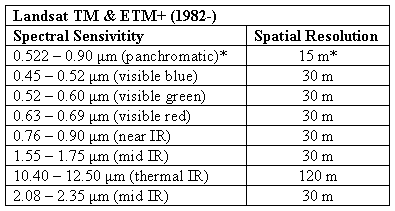 Landsat TM & ETM+ (1982-)
Spectral Sensivitity Spatial Resolution
0.522 – 0.90 μm (panchromatic)* 15 m*
0.45 – 0.52 μm (visible blue) 30 m
0.52 – 0.60 μm (visible green) 30 m
0.63 – 0.69 μm (visible red) 30 m
0.76 – 0.90 μm (near IR) 30 m
1.55 – 1.75 μm (mid IR) 30 m
10.40 – 12.50 μm (thermal IR) 120 m
2.08 – 2.35 μm (mid IR) 30 m